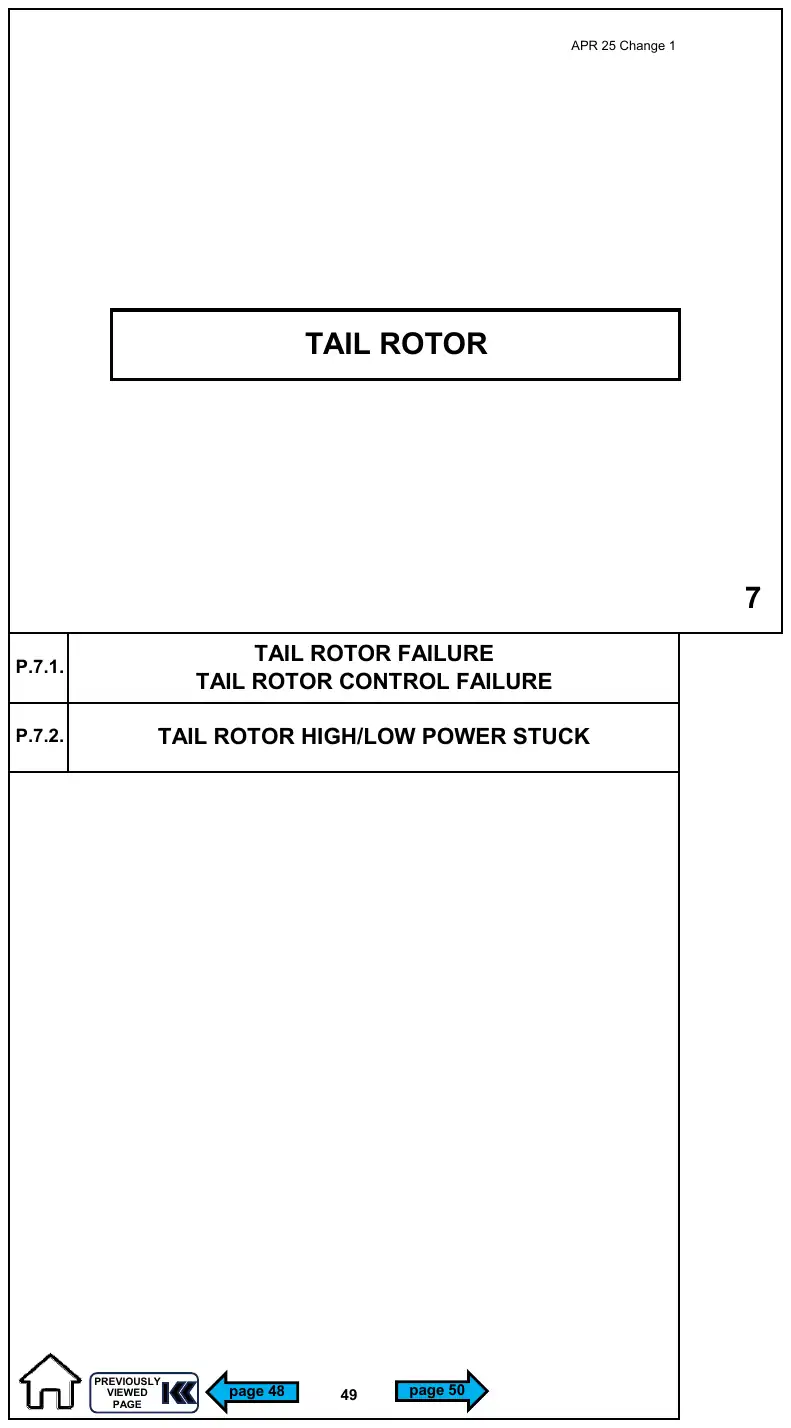 APR 25 Change 1
TAIL ROTOR
7
P.7.1.
TAIL ROTOR FAILURE
TAIL ROTOR CONTROL FAILURE
P.7.2.
TAIL ROTOR HIGH/LOW POWER STUCK
PREVIOUSLY
VIEWED
PAGE
page 48
49
page 50